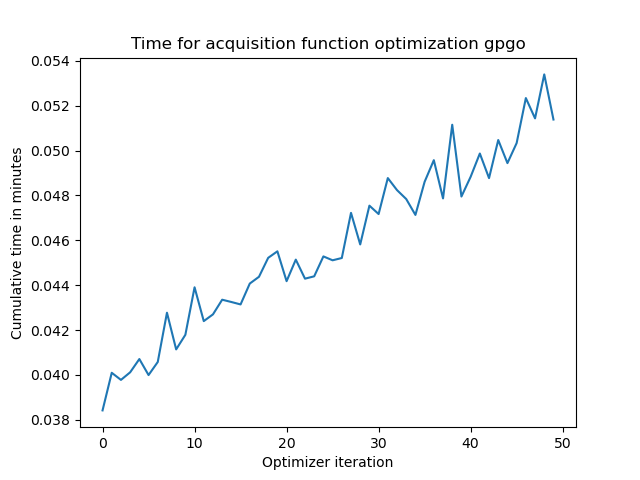 Time for acquisition function optimization gpgo
0.054
0.052
0.050
0.048
0.046
0.044
0.042
0.040
0.038
Cumulative time in minutes
0 10 20 30 40 50
Optimizer iteration